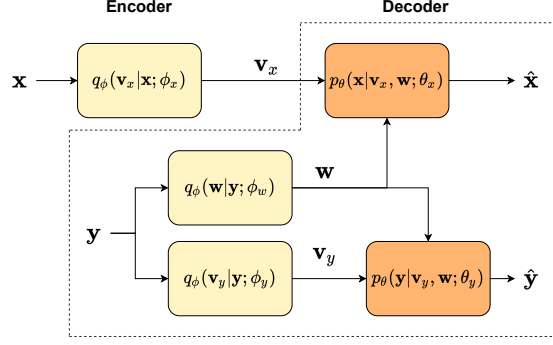 Encoder Decoder
x q_ϕ(v_x|x; ϕ_x) v_x p_θ(x|v_x, w; θ_x) x̂
q_ϕ(w|y; ϕ_w) w
y
q_ϕ(v_y|y; ϕ_y) v_y p_θ(y|v_y, w; θ_y) ŷ